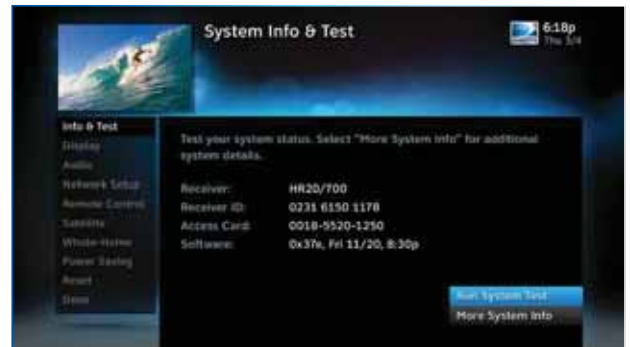 System Info & Test
6:18p
Thu 3/4
Info & Test
Display
Audio
Network Setup
Remote Control
Satellite
Whole-Home
Power Saving
Reset
Done
Test your system status. Select "More System Info" for additional
system details.
Receiver: HR20/700
Receiver ID: 0231 6150 1178
Access Card: 0018-5520-1250
Software: 0x37e, Fri 11/20, 8:30p
Run System Test
More System Info